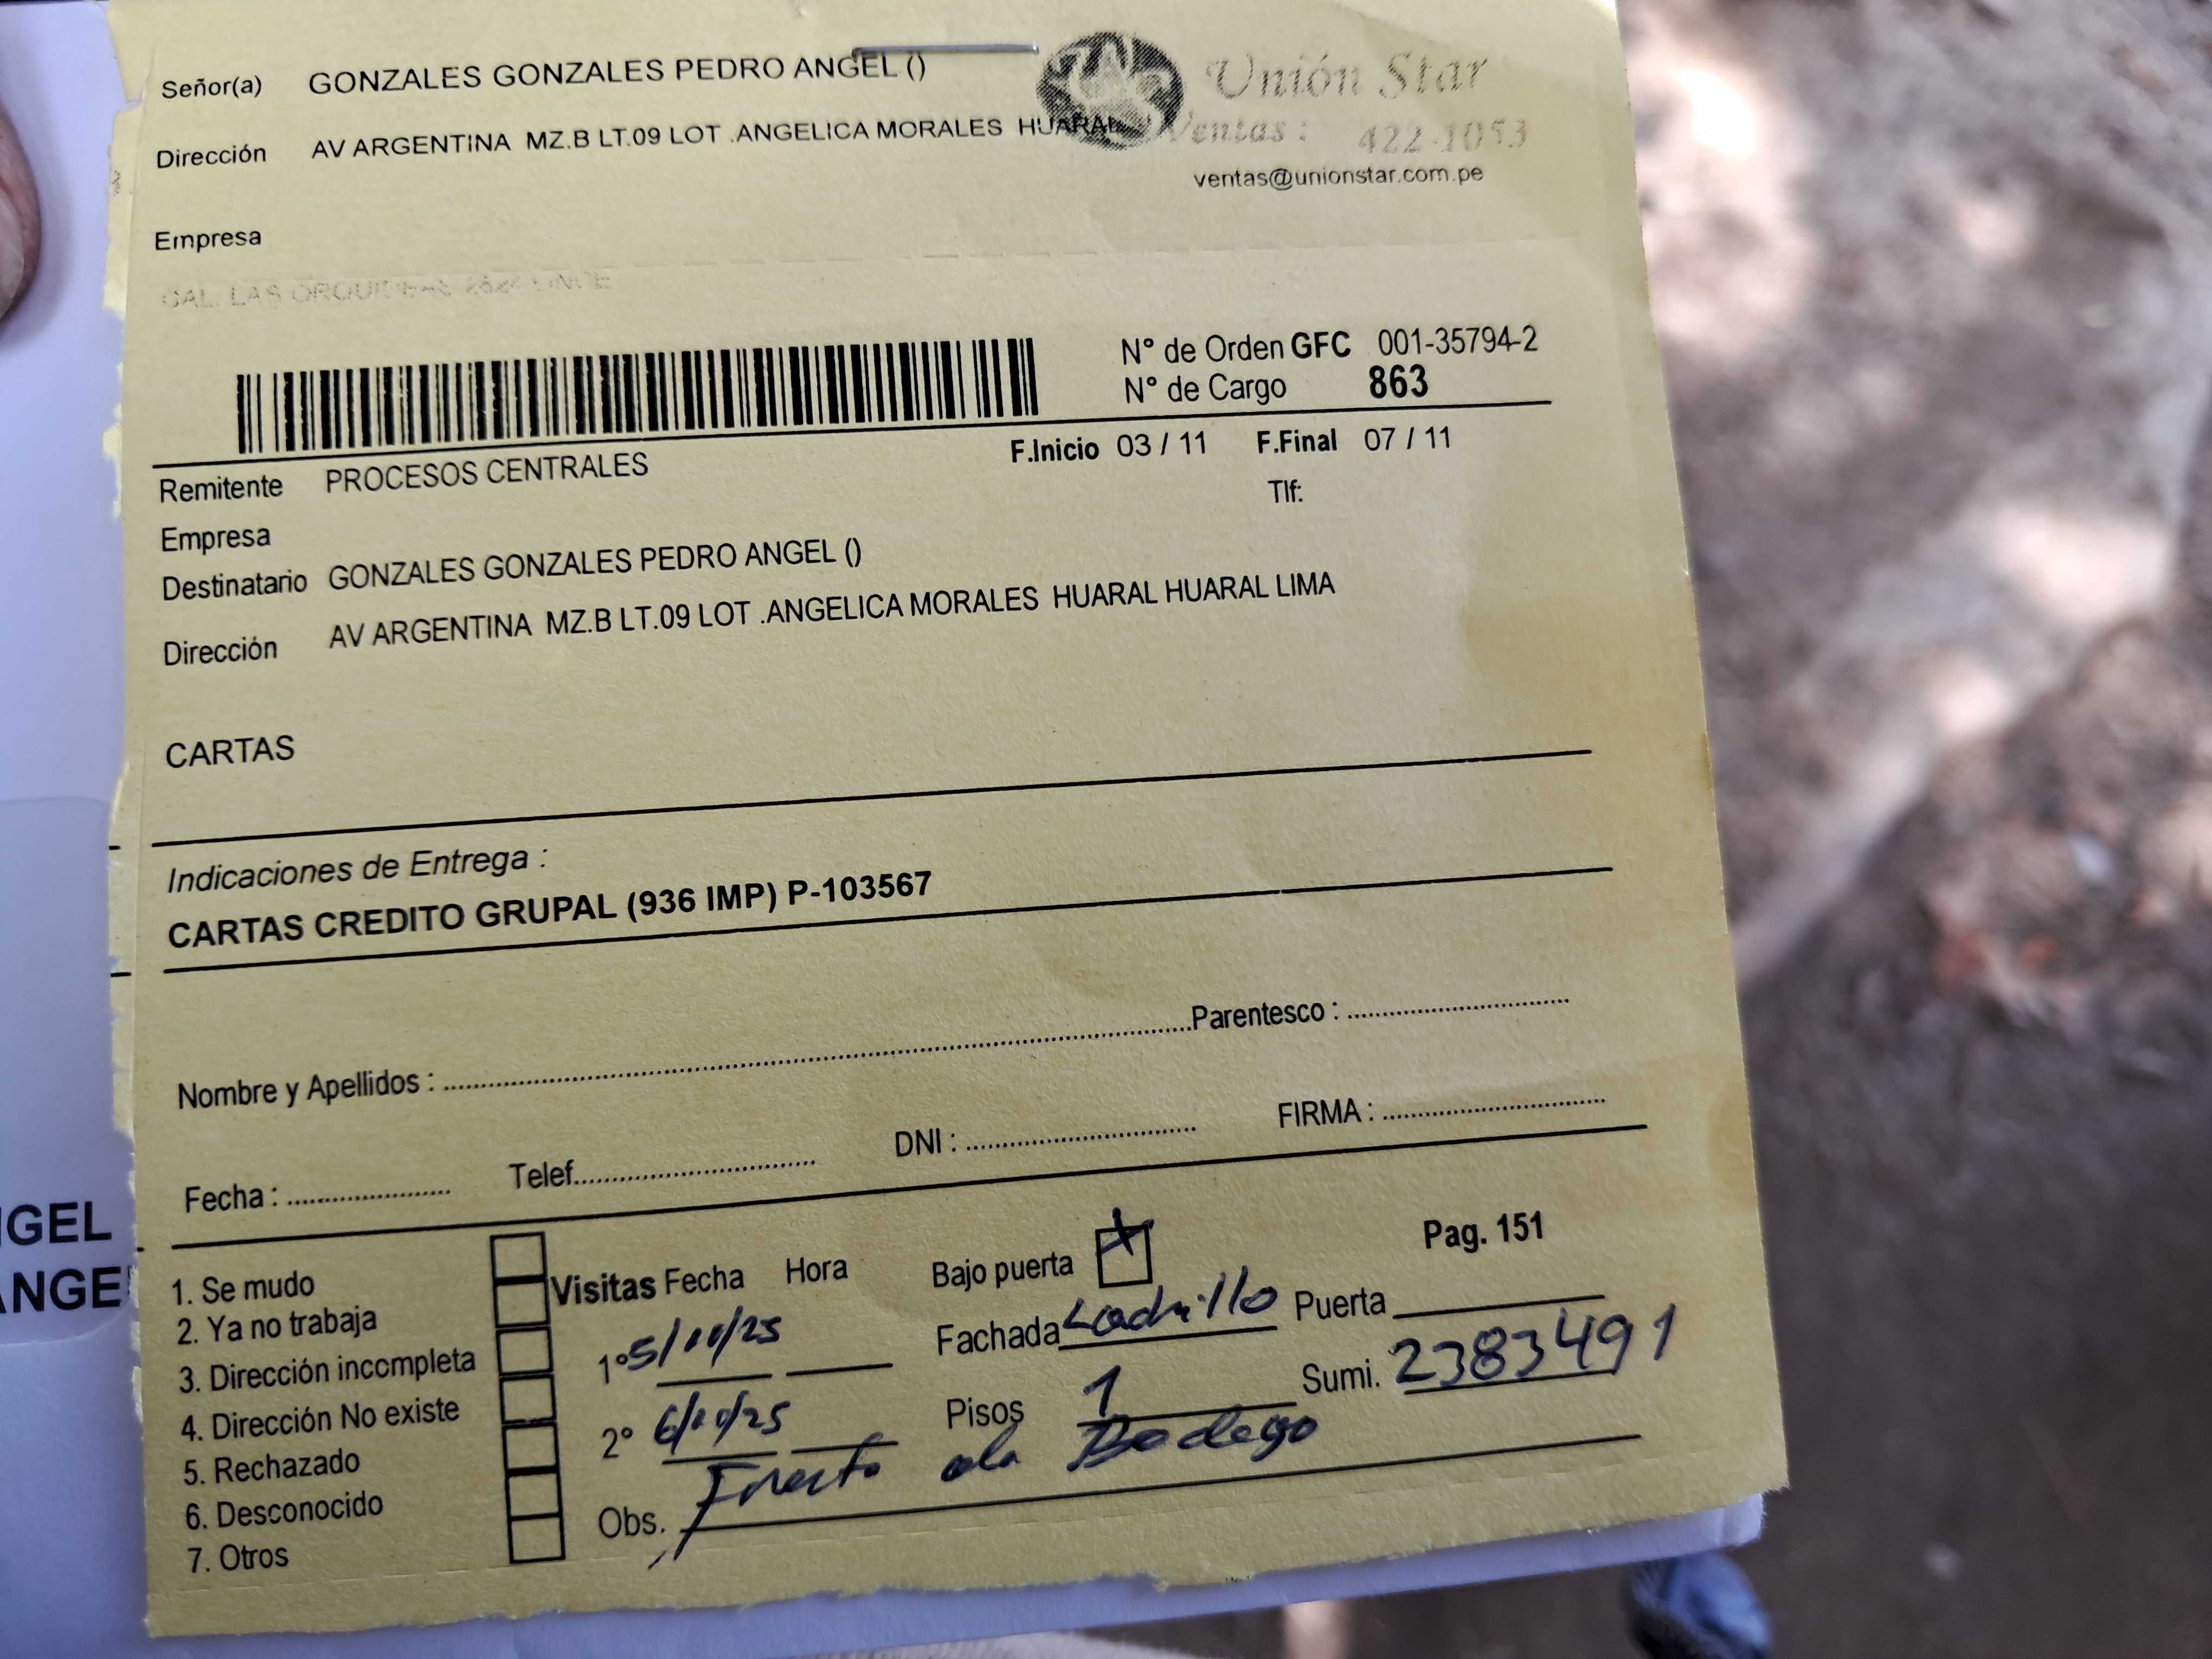 Señor(a) GONZALES GONZALES PEDRO ANGEL ()
Unión Star
Dirección AV ARGENTINA MZ.B LT.09 LOT .ANGELICA MORALES HUARAL
Ventas : 422-1053
ventas@unionstar.com.pe
Empresa
CAL. LAS ORQUIDEAS
N° de Orden GFC 001-35794-2
N° de Cargo 863
F.Inicio 03 / 11 F.Final 07 / 11
Remitente PROCESOS CENTRALES
Tlf:
Empresa
Destinatario GONZALES GONZALES PEDRO ANGEL ()
Dirección AV ARGENTINA MZ.B LT.09 LOT .ANGELICA MORALES HUARAL HUARAL LIMA
CARTAS
Indicaciones de Entrega :
CARTAS CREDITO GRUPAL (936 IMP) P-103567
Nombre y Apellidos : Parentesco :
Fecha : Telef. DNI : FIRMA :
GEL
ANGE
1. Se mudo
2. Ya no trabaja
3. Dirección incompleta
4. Dirección No existe
5. Rechazado
6. Desconocido
7. Otros
Visitas Fecha Hora
1° 5/11/25
2° 6/11/25
Bajo puerta X Pag. 151
Fachada Ladrillo Puerta
Pisos 1 Sumi. 2383491
Obs. Frente ala Bodega